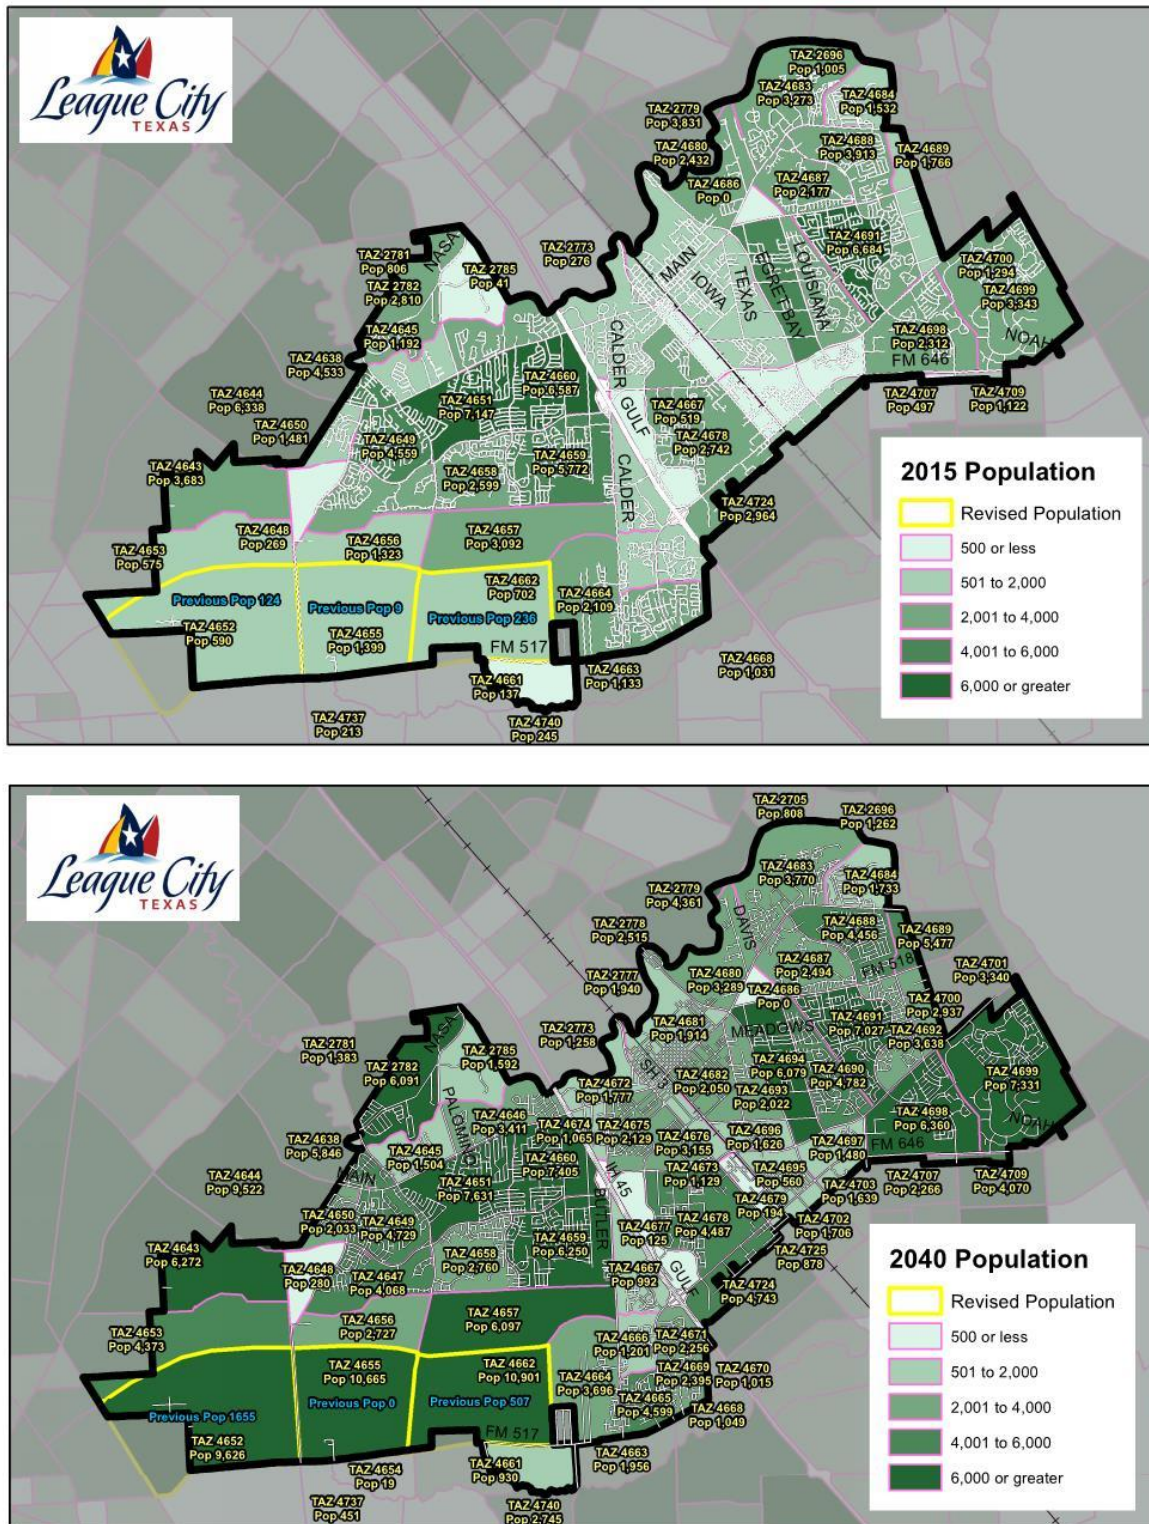 League City
TEXAS
TAZ 2696
Pop 1,005
TAZ 4683
Pop 3,273
TAZ 4684
Pop 1,532
TAZ 2779
Pop 3,831
TAZ 4680
Pop 2,432
TAZ 4688
Pop 3,913
TAZ 4689
Pop 1,766
TAZ 4686
Pop 0
TAZ 4687
Pop 2,177
TAZ 4691
Pop 6,684
TAZ 4700
Pop 1,294
TAZ 4699
Pop 3,343
TAZ 2781
Pop 806
NASA
TAZ 2785
Pop 41
TAZ 2773
Pop 276
MAIN
IOWA
TEXAS
EGRET BAY
LOUISIANA
TAZ 2782
Pop 2,810
TAZ 4645
Pop 1,192
TAZ 4698
Pop 2,312
NOAH
FM 646
TAZ 4638
Pop 4,533
CALDER
GULF
TAZ 4660
Pop 6,587
TAZ 4644
Pop 6,338
TAZ 4651
Pop 7,147
TAZ 4667
Pop 519
TAZ 4707
Pop 497
TAZ 4709
Pop 1,122
TAZ 4650
Pop 1,481
TAZ 4649
Pop 4,559
TAZ 4678
Pop 2,742
TAZ 4643
Pop 3,683
TAZ 4658
Pop 2,599
TAZ 4659
Pop 5,772
CALDER
TAZ 4724
Pop 2,964
TAZ 4648
Pop 269
TAZ 4656
Pop 1,323
TAZ 4657
Pop 3,092
TAZ 4653
Pop 575
TAZ 4662
Pop 702
TAZ 4664
Pop 2,109
Previous Pop 124
Previous Pop 9
Previous Pop 236
TAZ 4652
Pop 590
TAZ 4655
Pop 1,399
FM 517
TAZ 4661
Pop 137
TAZ 4663
Pop 1,133
TAZ 4668
Pop 1,031
TAZ 4737
Pop 213
TAZ 4740
Pop 245
2015 Population
Revised Population
500 or less
501 to 2,000
2,001 to 4,000
4,001 to 6,000
6,000 or greater
League City
TEXAS
TAZ 2705
Pop 808
TAZ 2696
Pop 1,262
TAZ 4683
Pop 3,770
TAZ 4684
Pop 1,733
TAZ 2779
Pop 4,361
DAVIS
TAZ 2778
Pop 2,515
TAZ 4688
Pop 4,456
TAZ 4689
Pop 5,477
FM 518
TAZ 4687
Pop 2,494
TAZ 4701
Pop 3,340
TAZ 2777
Pop 1,940
TAZ 4680
Pop 3,289
TAZ 4686
Pop 0
TAZ 4700
Pop 2,937
TAZ 4681
Pop 1,914
MEADOWS
TAZ 4691
Pop 7,027
TAZ 4692
Pop 3,638
NASA
TAZ 2773
Pop 1,258
TAZ 2781
Pop 1,383
TAZ 2785
Pop 1,592
TAZ 2782
Pop 6,091
SH 3
TAZ 4694
Pop 6,079
TAZ 4690
Pop 4,782
TAZ 4699
Pop 7,331
TAZ 4682
Pop 2,050
TAZ 4672
Pop 1,777
TAZ 4693
Pop 2,022
PALOMINO
TAZ 4646
Pop 3,411
TAZ 4674
Pop 1,065
TAZ 4675
Pop 2,129
TAZ 4698
Pop 6,360
NOAH
TAZ 4676
Pop 3,155
TAZ 4696
Pop 1,626
TAZ 4697
Pop 1,480
FM 646
TAZ 4638
Pop 5,846
TAZ 4645
Pop 1,504
TAZ 4660
Pop 7,405
IH 45
TAZ 4673
Pop 1,129
TAZ 4695
Pop 560
TAZ 4707
Pop 2,266
TAZ 4709
Pop 4,070
TAZ 4644
Pop 9,522
MAIN
TAZ 4651
Pop 7,631
BUTLER
TAZ 4679
Pop 194
TAZ 4703
Pop 1,639
TAZ 4650
Pop 2,033
TAZ 4649
Pop 4,729
TAZ 4678
Pop 4,487
TAZ 4702
Pop 1,706
TAZ 4677
Pop 125
TAZ 4659
Pop 6,250
TAZ 4643
Pop 6,272
TAZ 4658
Pop 2,760
TAZ 4725
Pop 878
TAZ 4648
Pop 280
TAZ 4647
Pop 4,068
TAZ 4667
Pop 992
GULF
TAZ 4724
Pop 4,743
TAZ 4656
Pop 2,727
TAZ 4657
Pop 6,097
TAZ 4653
Pop 4,373
TAZ 4666
Pop 1,201
TAZ 4671
Pop 2,256
TAZ 4655
Pop 10,665
TAZ 4662
Pop 10,901
TAZ 4664
Pop 3,696
TAZ 4669
Pop 2,395
TAZ 4670
Pop 1,015
Previous Pop 1655
Previous Pop 0
Previous Pop 507
TAZ 4665
Pop 4,599
TAZ 4668
Pop 1,049
TAZ 4652
Pop 9,626
FM 517
TAZ 4654
Pop 19
TAZ 4661
Pop 930
TAZ 4663
Pop 1,956
TAZ 4737
Pop 451
TAZ 4740
Pop 2,745
2040 Population
Revised Population
500 or less
501 to 2,000
2,001 to 4,000
4,001 to 6,000
6,000 or greater